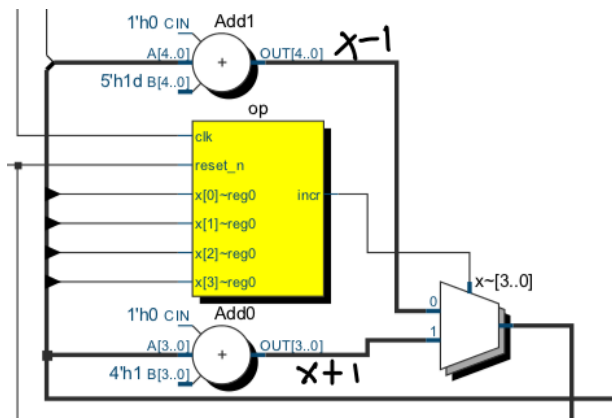 Add1
1'h0 CIN
A[4..0] OUT[4..0] x-1
5'h1d B[4..0]
op
clk
reset_n
x[0]~reg0 incr
x[1]~reg0
x[2]~reg0
x[3]~reg0
x~[3..0]
0
1
Add0
1'h0 CIN
A[3..0] OUT[3..0]
4'h1 B[3..0] x+1
+
+